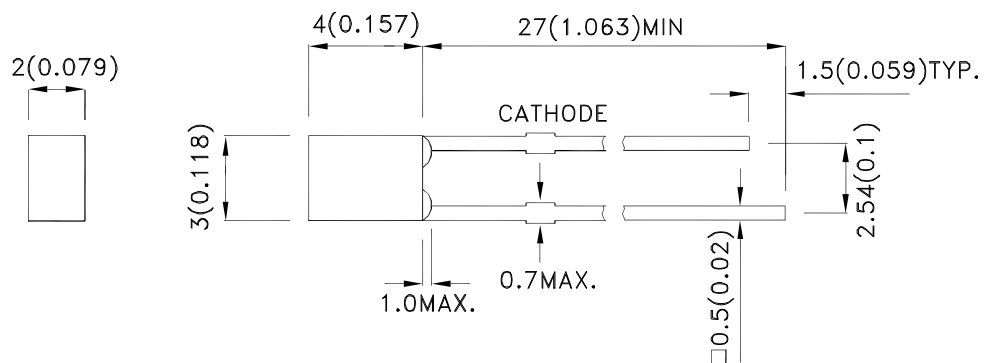 4(0.157)
27(1.063)MIN
2(0.079)
1.5(0.059)TYP.
CATHODE
3(0.118)
2.54(0.1)
0.7MAX.
1.0MAX.
□0.5(0.02)